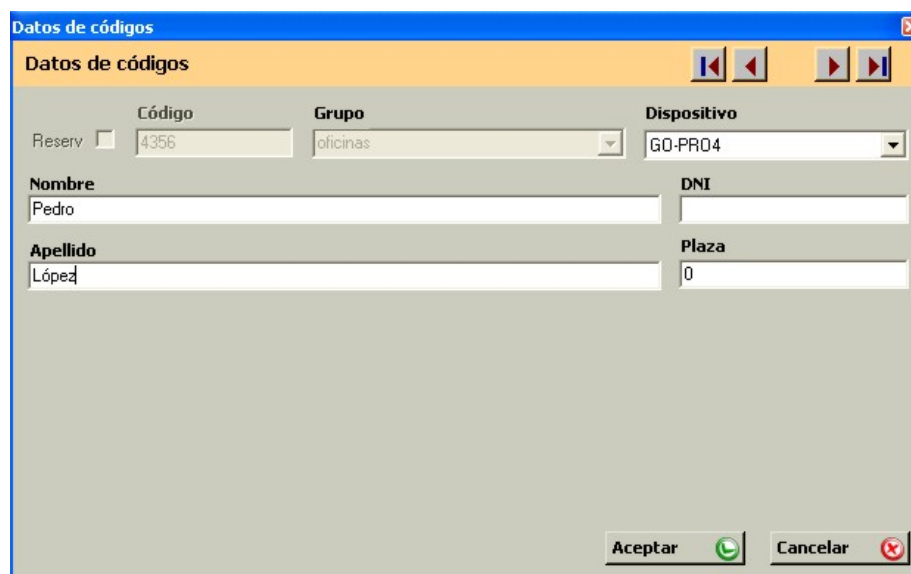 Datos de códigos
Datos de códigos
Código Grupo Dispositivo
Reserv 4356 oficinas GO-PRO4
Nombre DNI
Pedro
Apellido Plaza
López 0
Aceptar Cancelar